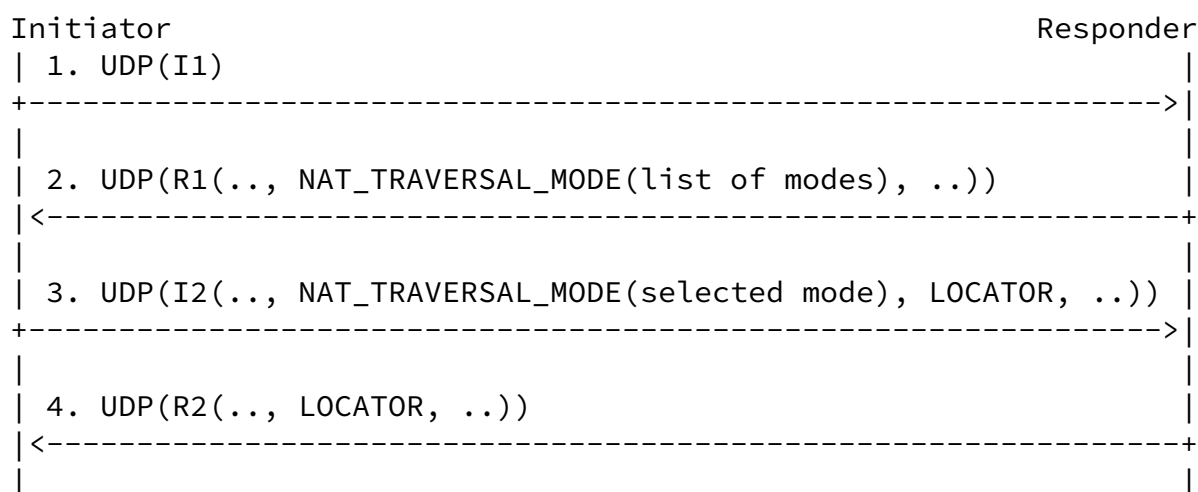 Initiator                                                Responder
| 1. UDP(I1)                                                     |
+--------------------------------------------------------------->|
|                                                                |
| 2. UDP(R1(.., NAT_TRAVERSAL_MODE(list of modes), ..))          |
|<---------------------------------------------------------------+
|                                                                |
| 3. UDP(I2(.., NAT_TRAVERSAL_MODE(selected mode), LOCATOR, ..)) |
+--------------------------------------------------------------->|
|                                                                |
| 4. UDP(R2(.., LOCATOR, ..))                                    |
|<---------------------------------------------------------------+
|                                                                |